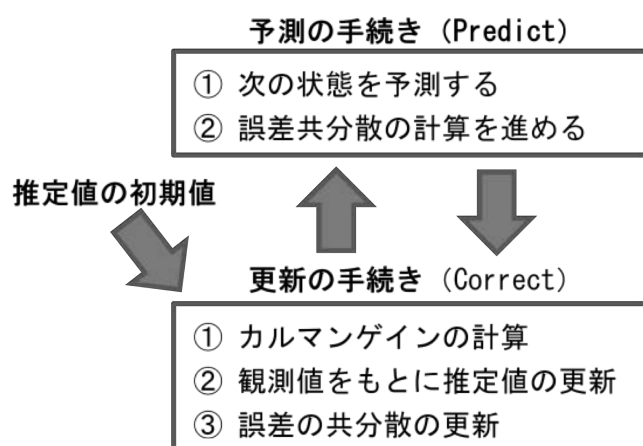 予測の手続き (Predict)
① 次の状態を予測する
② 誤差共分散の計算を進める
推定値の初期値
更新の手続き (Correct)
① カルマンゲインの計算
② 観測値をもとに推定値の更新
③ 誤差の共分散の更新